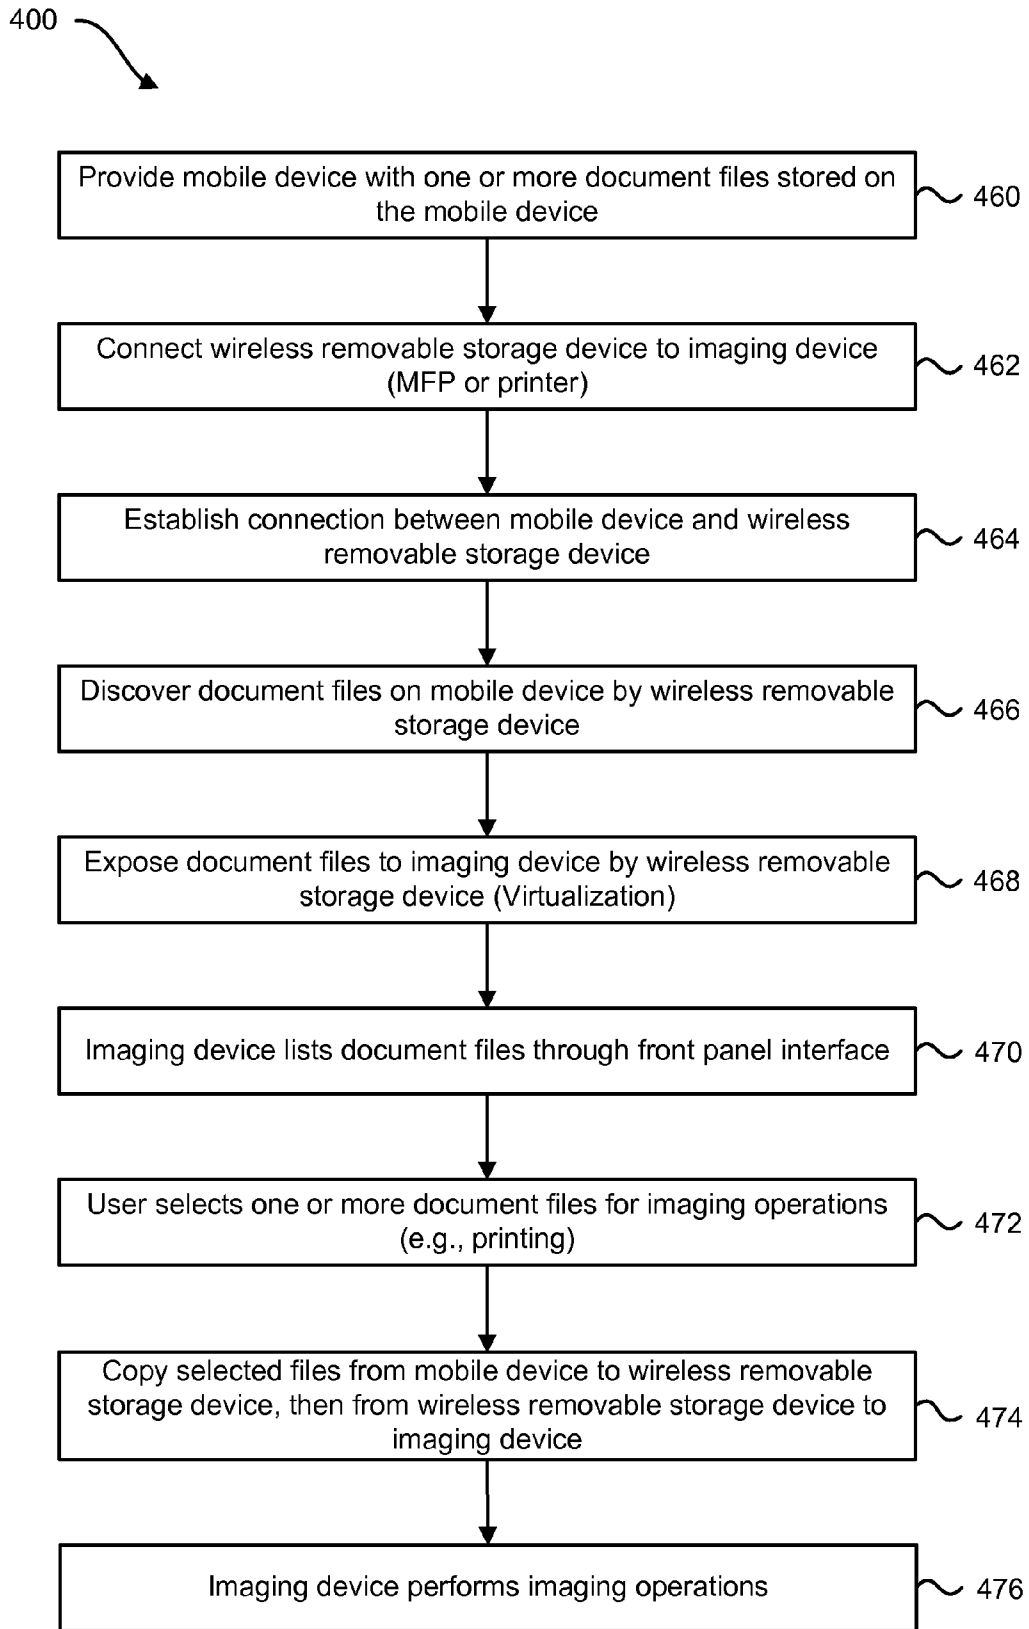 400
Provide mobile device with one or more document files stored on
the mobile device
460
Connect wireless removable storage device to imaging device
(MFP or printer)
462
Establish connection between mobile device and wireless
removable storage device
464
Discover document files on mobile device by wireless removable
storage device
466
Expose document files to imaging device by wireless removable
storage device (Virtualization)
468
Imaging device lists document files through front panel interface
470
User selects one or more document files for imaging operations
(e.g., printing)
472
Copy selected files from mobile device to wireless removable
storage device, then from wireless removable storage device to
imaging device
474
Imaging device performs imaging operations
476